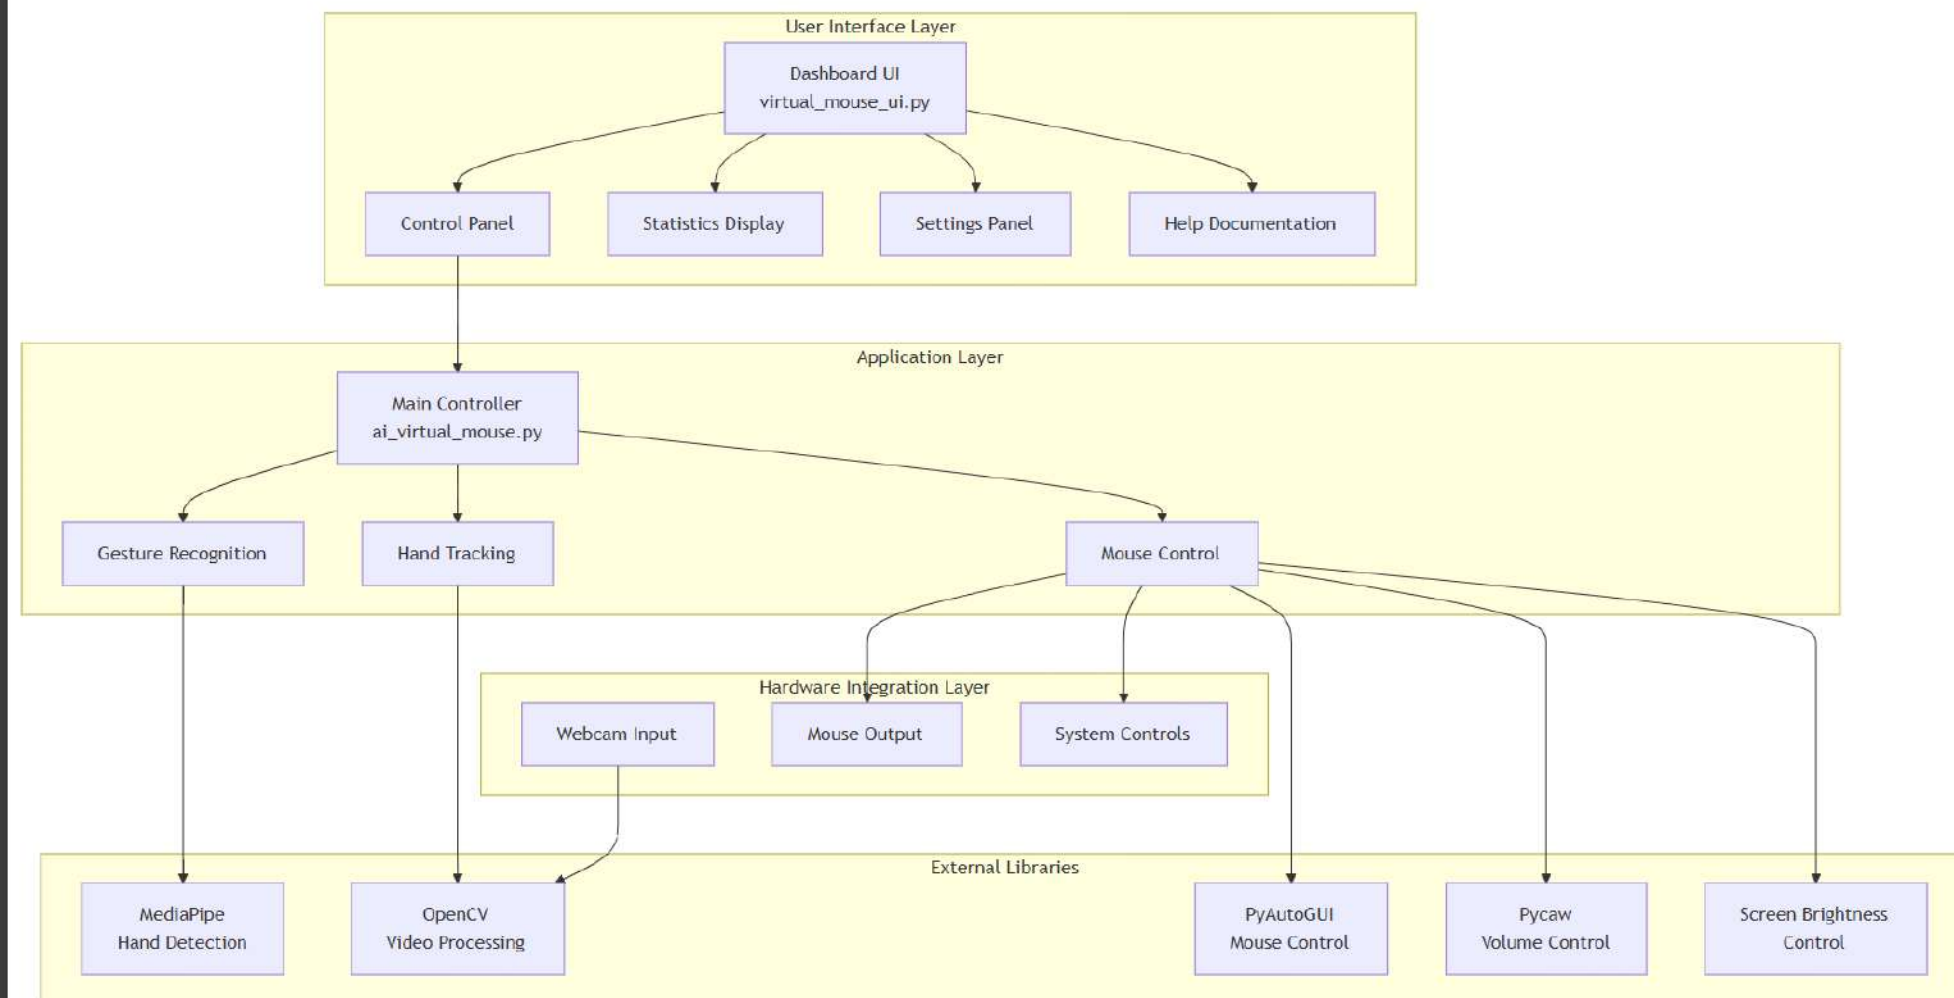 User Interface Layer
Dashboard UI
virtual_mouse_ui.py
Control Panel
Statistics Display
Settings Panel
Help Documentation
Application Layer
Main Controller
ai_virtual_mouse.py
Gesture Recognition
Hand Tracking
Mouse Control
Hardware Integration Layer
Webcam Input
Mouse Output
System Controls
External Libraries
MediaPipe
Hand Detection
OpenCV
Video Processing
PyAutoGUI
Mouse Control
Pycaw
Volume Control
Screen Brightness
Control